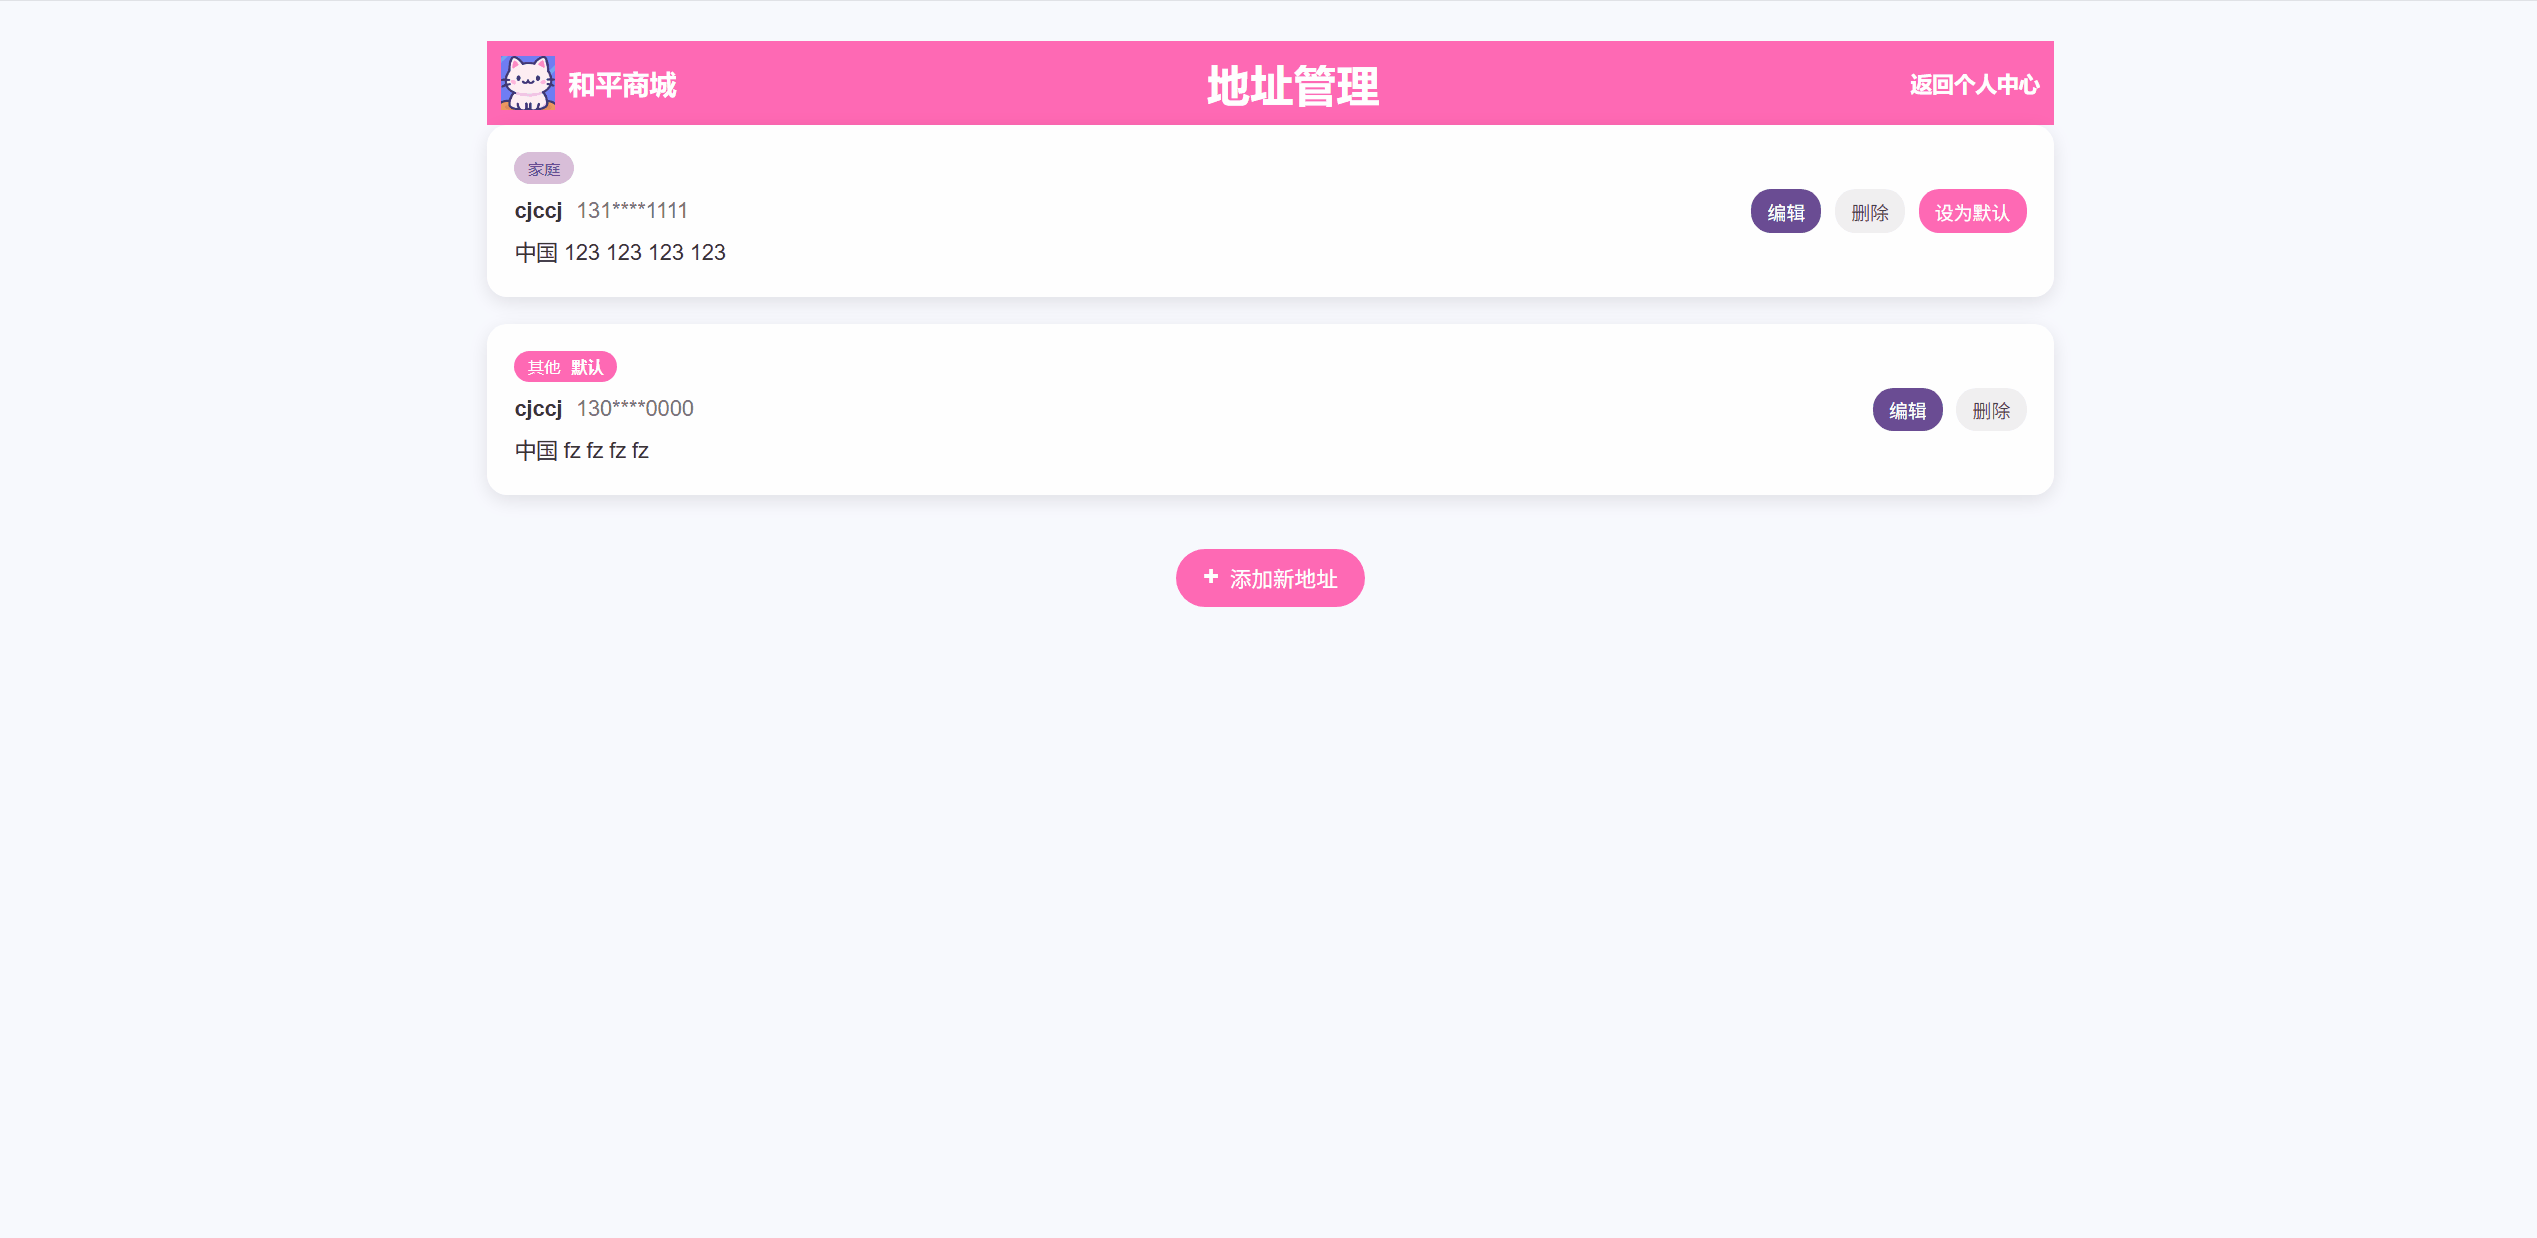 和平商城
地址管理
返回个人中心
家庭
cjccj 131****1111
中国 123 123 123 123
编辑 删除 设为默认
其他 默认
cjccj 130****0000
中国 fz fz fz fz
编辑 删除
+ 添加新地址